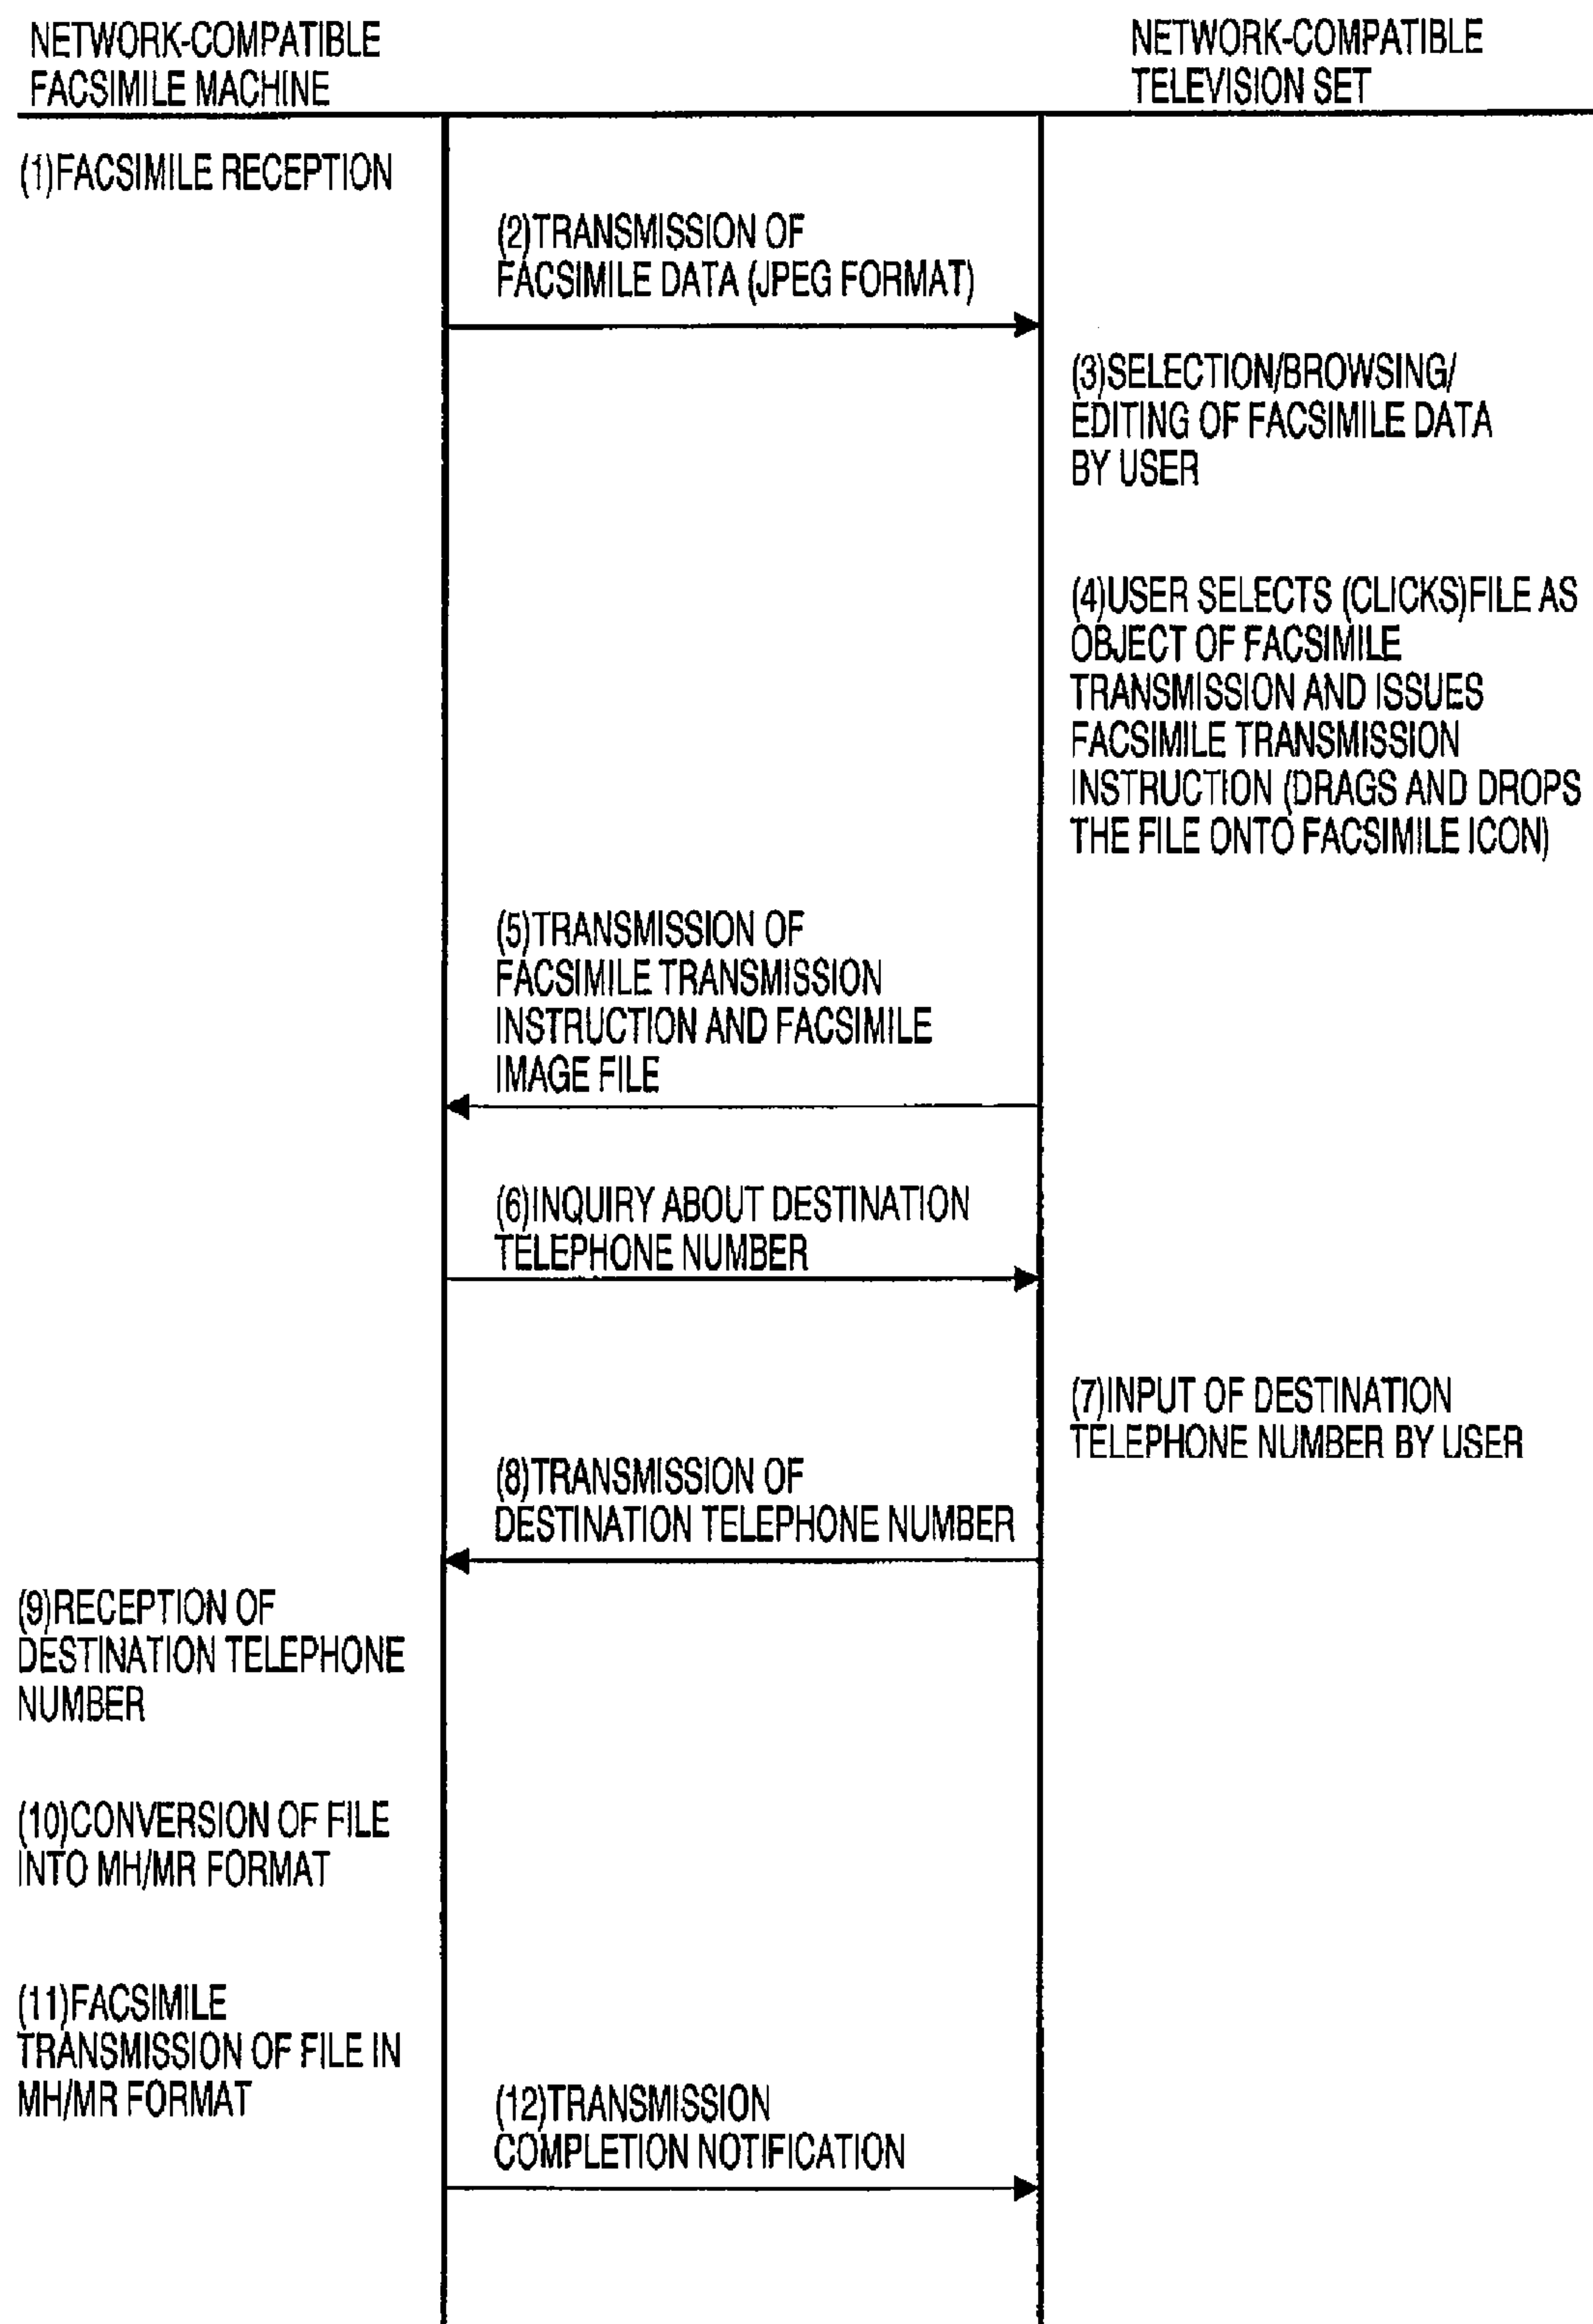 NETWORK-COMPATIBLE
FACSIMILE MACHINE
NETWORK-COMPATIBLE
TELEVISION SET
(1)FACSIMILE RECEPTION
(2)TRANSMISSION OF
FACSIMILE DATA (JPEG FORMAT)
(3)SELECTION/BROWSING/
EDITING OF FACSIMILE DATA
BY USER
(4)USER SELECTS (CLICKS)FILE AS
OBJECT OF FACSIMILE
TRANSMISSION AND ISSUES
FACSIMILE TRANSMISSION
INSTRUCTION (DRAGS AND DROPS
THE FILE ONTO FACSIMILE ICON)
(5)TRANSMISSION OF
FACSIMILE TRANSMISSION
INSTRUCTION AND FACSIMILE
IMAGE FILE
(6)INQUIRY ABOUT DESTINATION
TELEPHONE NUMBER
(7)INPUT OF DESTINATION
TELEPHONE NUMBER BY USER
(8)TRANSMISSION OF
DESTINATION TELEPHONE NUMBER
(9)RECEPTION OF
DESTINATION TELEPHONE
NUMBER
(10)CONVERSION OF FILE
INTO MH/MR FORMAT
(11)FACSIMILE
TRANSMISSION OF FILE IN
MH/MR FORMAT
(12)TRANSMISSION
COMPLETION NOTIFICATION